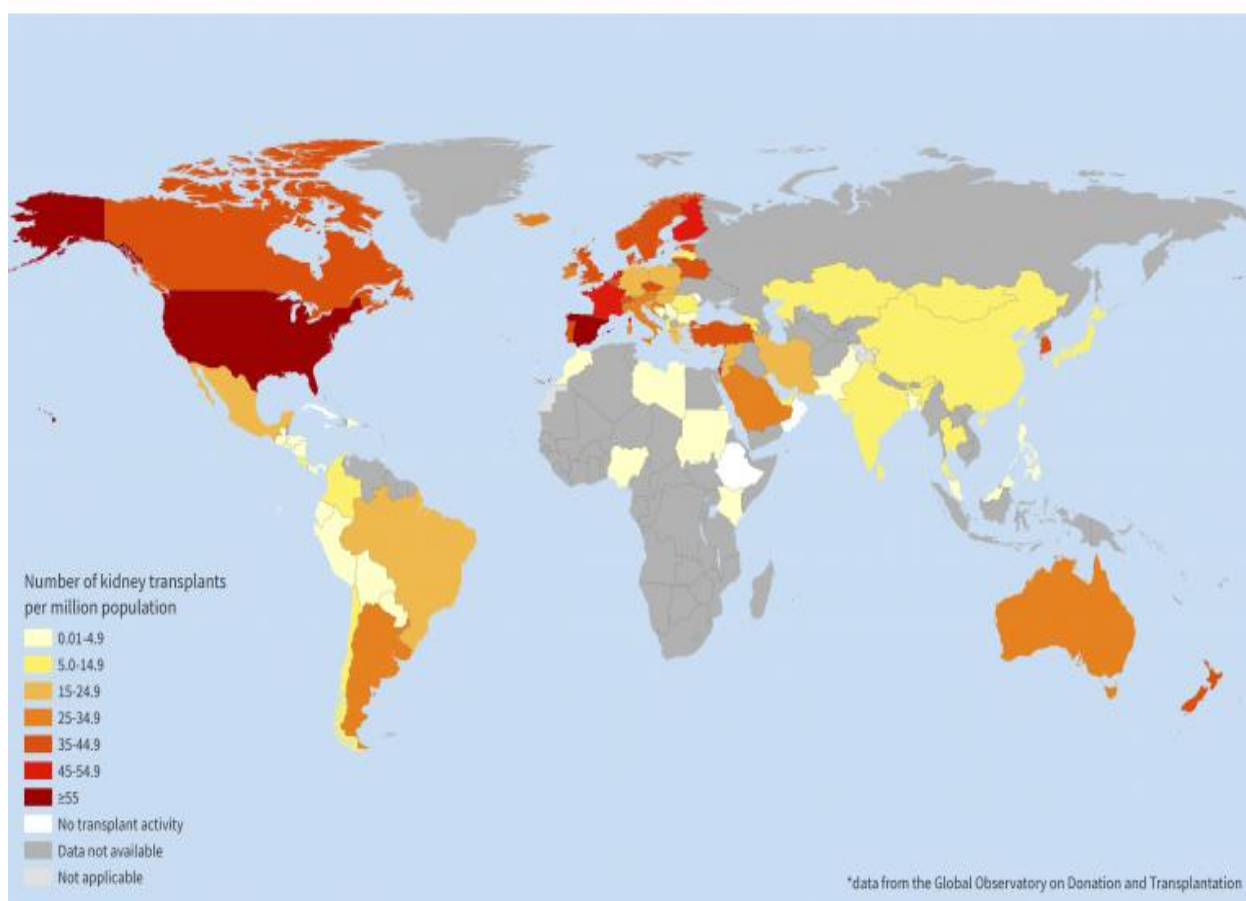 Number of kidney transplants
per million population
0.01-4.9
5.0-14.9
15-24.9
25-34.9
35-44.9
45-54.9
≥55
No transplant activity
Data not available
Not applicable
*data from the Global Observatory on Donation and Transplantation